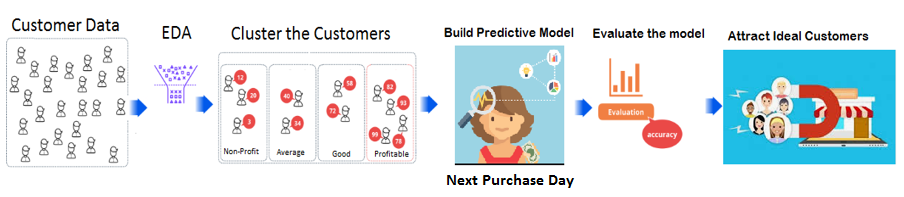 Customer Data
EDA
Cluster the Customers
Build Predictive Model
Evaluate the model
Attract Ideal Customers
12
20
3
40
34
58
72
82
93
99
78
Non-Profit
Average
Good
Profitable
Evaluation
accuracy
Next Purchase Day